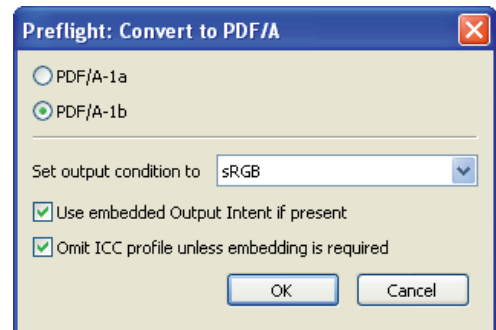 Preflight: Convert to PDF/A
PDF/A-1a
PDF/A-1b
Set output condition to sRGB
Use embedded Output Intent if present
Omit ICC profile unless embedding is required
OK Cancel